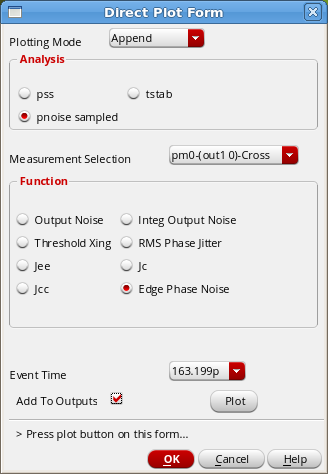 Direct Plot Form
Plotting Mode Append
Analysis
pss tstab
pnoise sampled
Measurement Selection pm0-(out1 0)-Cross
Function
Output Noise Integ Output Noise
Threshold Xing RMS Phase Jitter
Jee Jc
Jcc Edge Phase Noise
Event Time 163.199p
Add To Outputs Plot
> Press plot button on this form...
OK Cancel Help